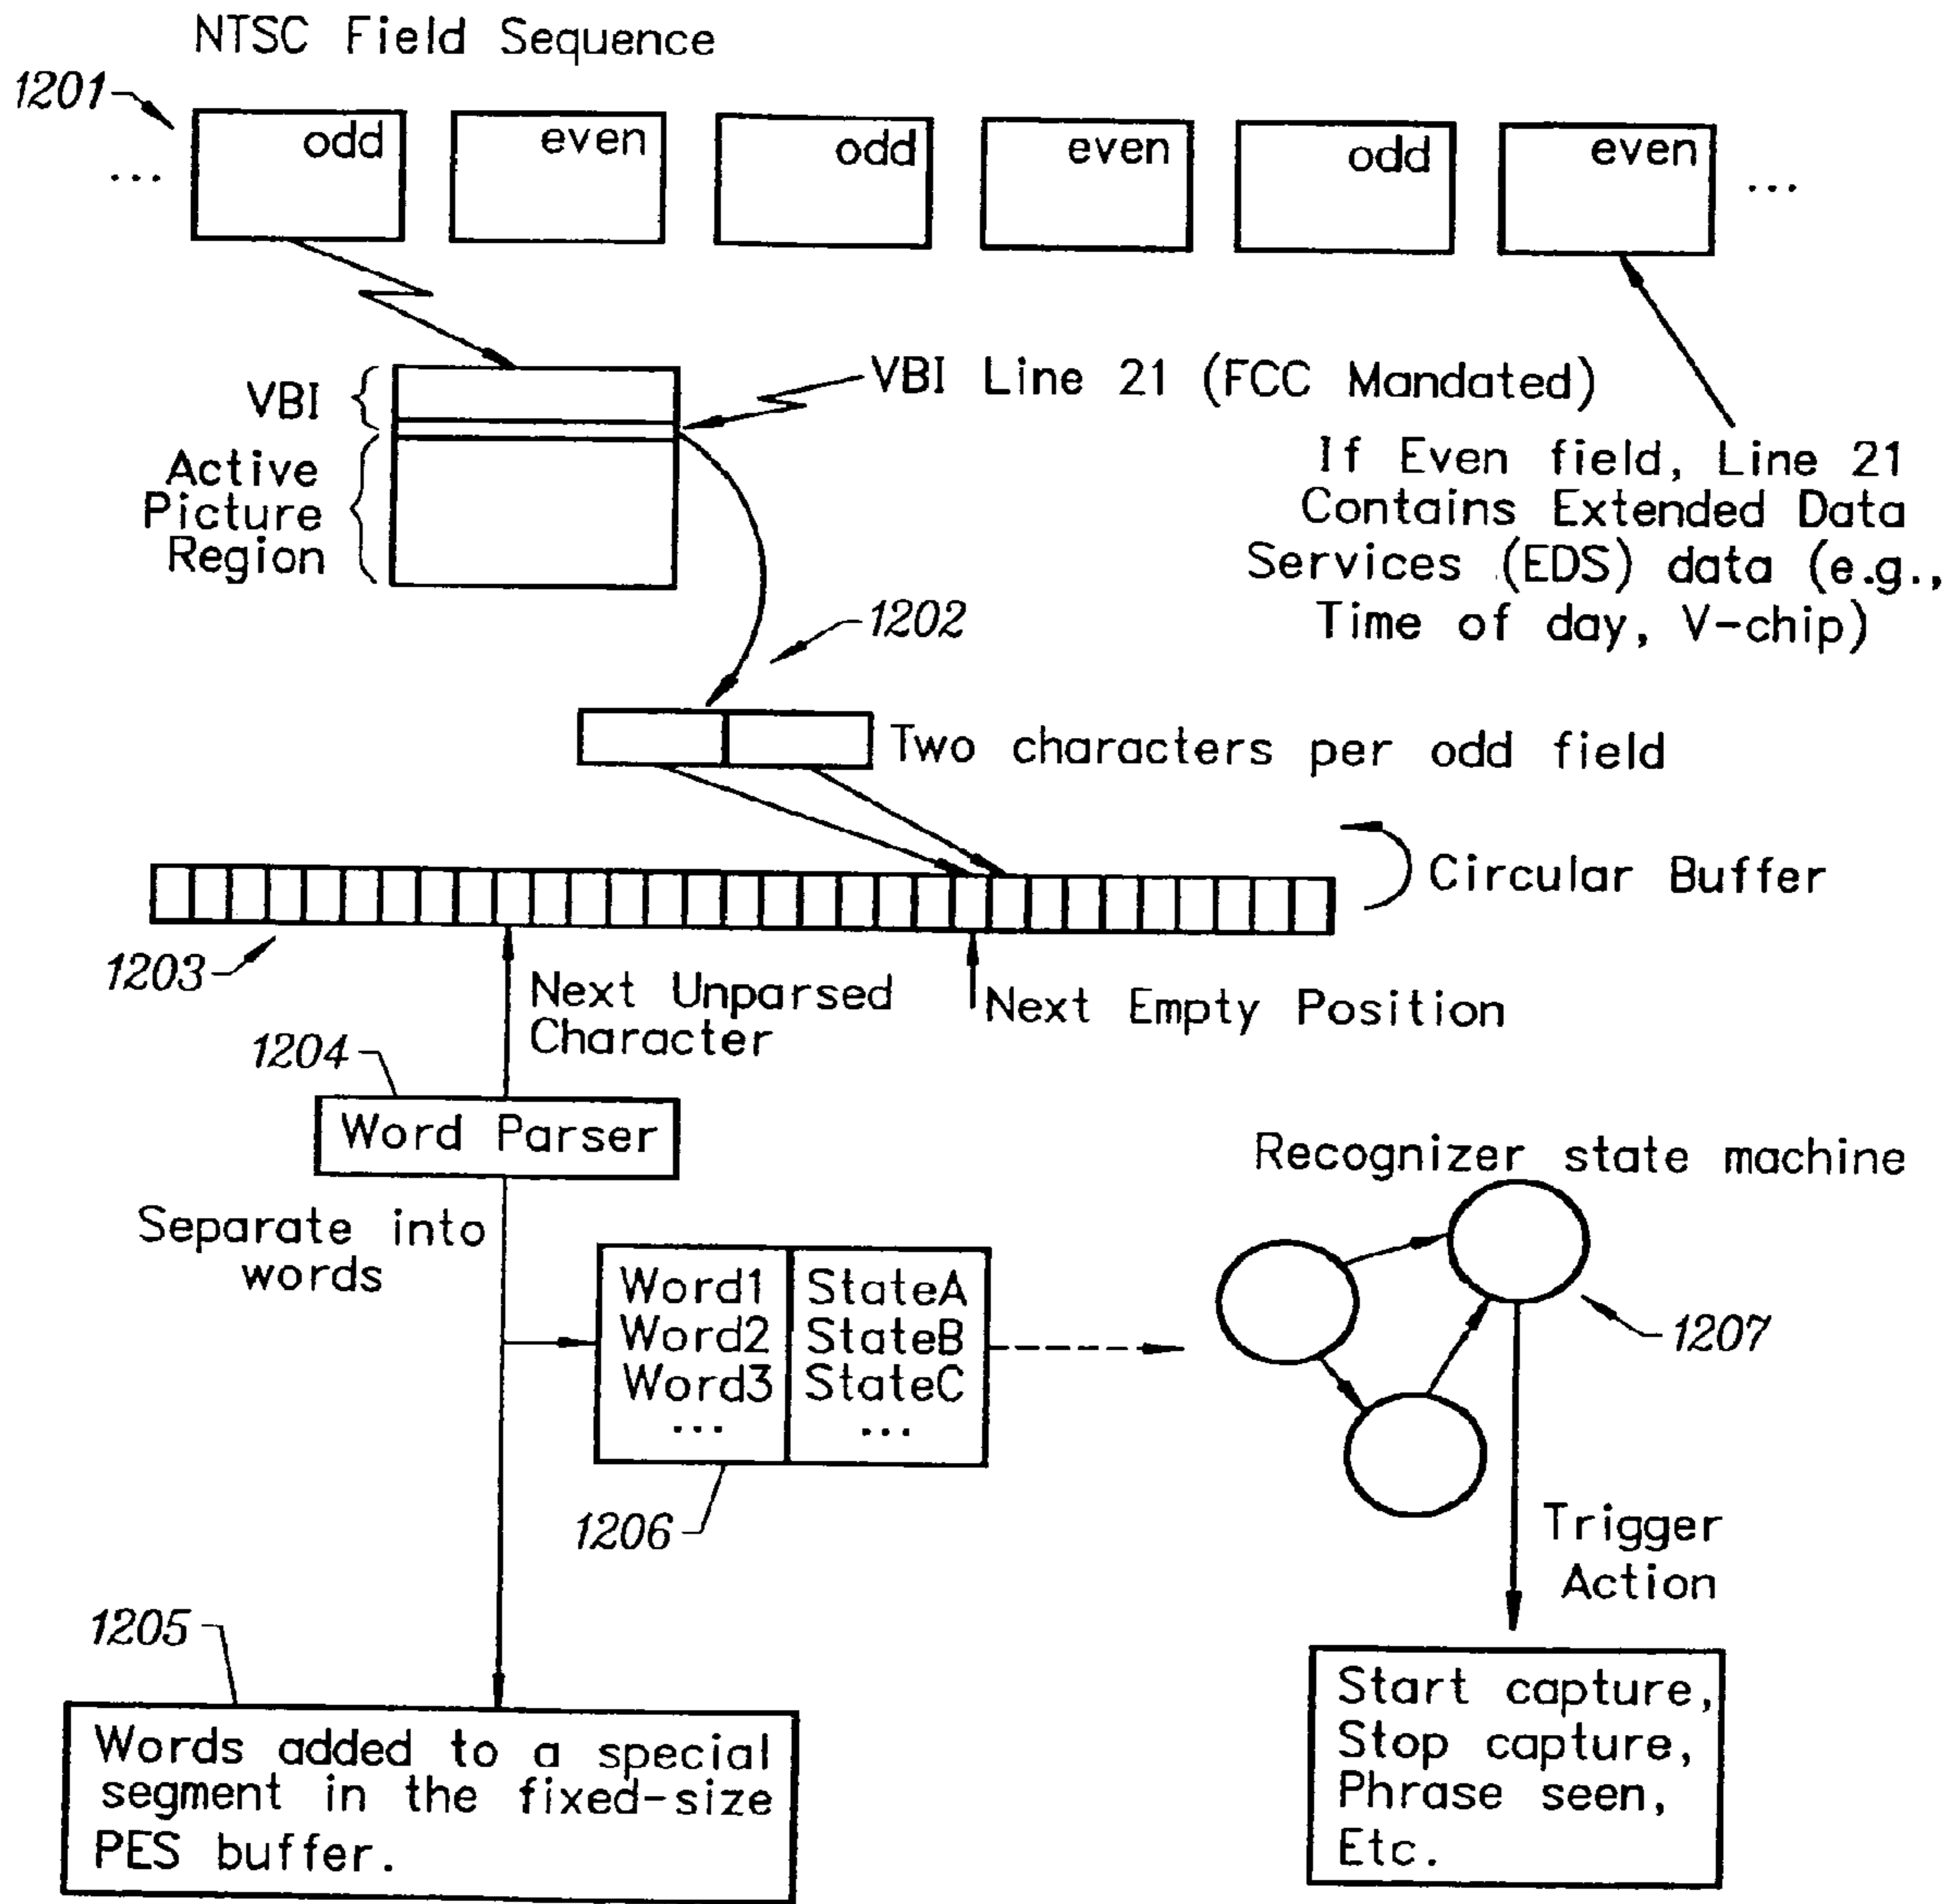 NTSC Field Sequence
1201
odd
even
odd
even
odd
even
...
...
VBI
VBI Line 21 (FCC Mandated)
Active
Picture
Region
If Even field, Line 21
Contains Extended Data
Services (EDS) data (e.g.,
Time of day, V-chip)
1202
Two characters per odd field
Circular Buffer
1203
Next Unparsed
Character
Next Empty Position
1204
Word Parser
Separate into
words
Word1 StateA
Word2 StateB
Word3 StateC
... ...
1206
Recognizer state machine
1207
Trigger
Action
1205
Words added to a special
segment in the fixed-size
PES buffer.
Start capture,
Stop capture,
Phrase seen,
Etc.